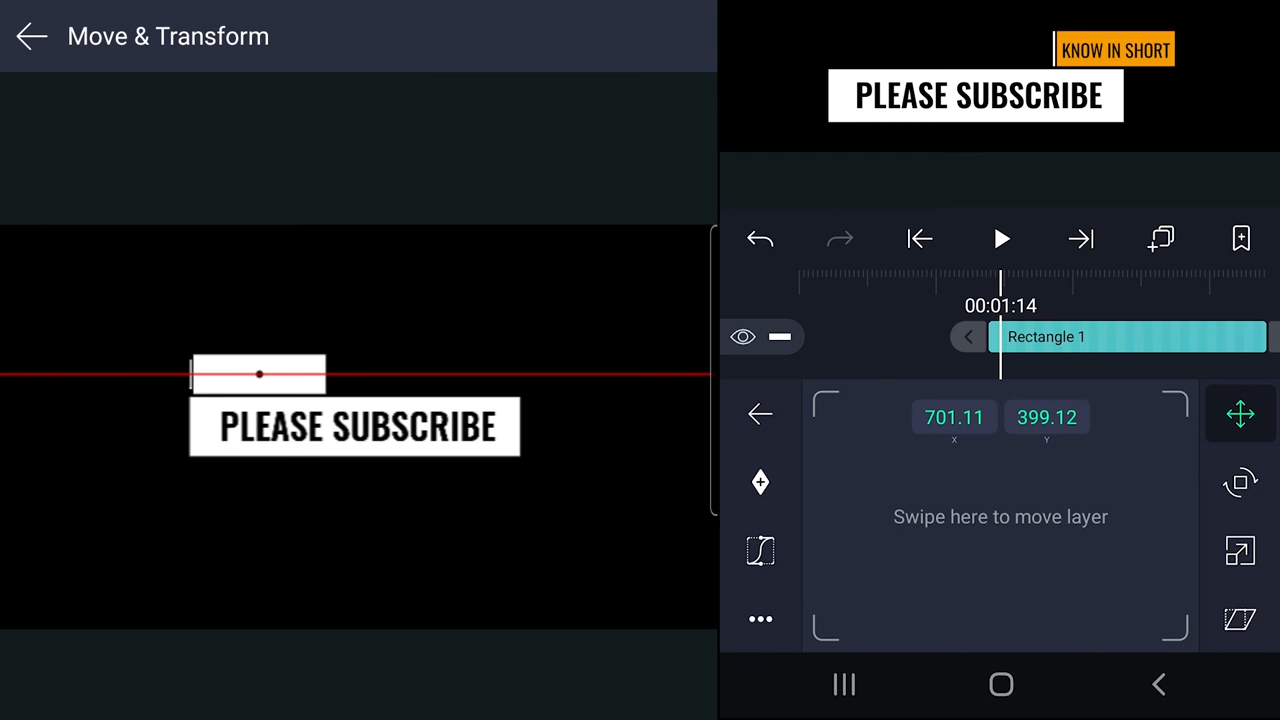 Move & Transform
PLEASE SUBSCRIBE
KNOW IN SHORT
PLEASE SUBSCRIBE
00:01:14
Rectangle 1
701.11 399.12
X Y
Swipe here to move layer